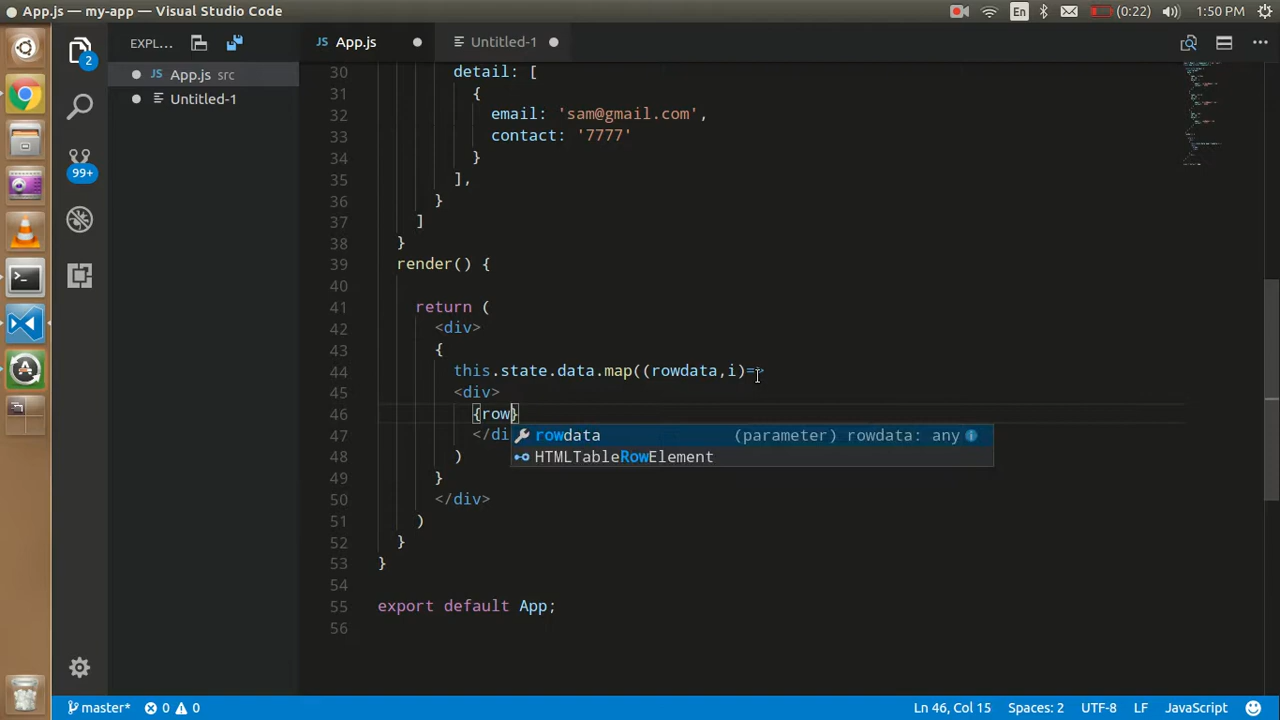 App.js — my-app — Visual Studio Code
En
(0:22)
1:50 PM
EXPL...
App.js
Untitled-1
2
App.js src
Untitled-1
99+
30 detail: [
31 {
32 email: 'sam@gmail.com',
33 contact: '7777'
34 }
35 ],
36 }
37 ]
38 }
39 render() {
40
41 return (
42 <div>
43 {
44 this.state.data.map((rowdata,i)=>
45 <div>
46 {row}
47 </di
rowdata (parameter) rowdata: any
48 )
HTMLTableRowElement
49 }
50 </div>
51 )
52 }
53 }
54
55 export default App;
56
master*
0
0
Ln 46, Col 15
Spaces: 2
UTF-8
LF
JavaScript